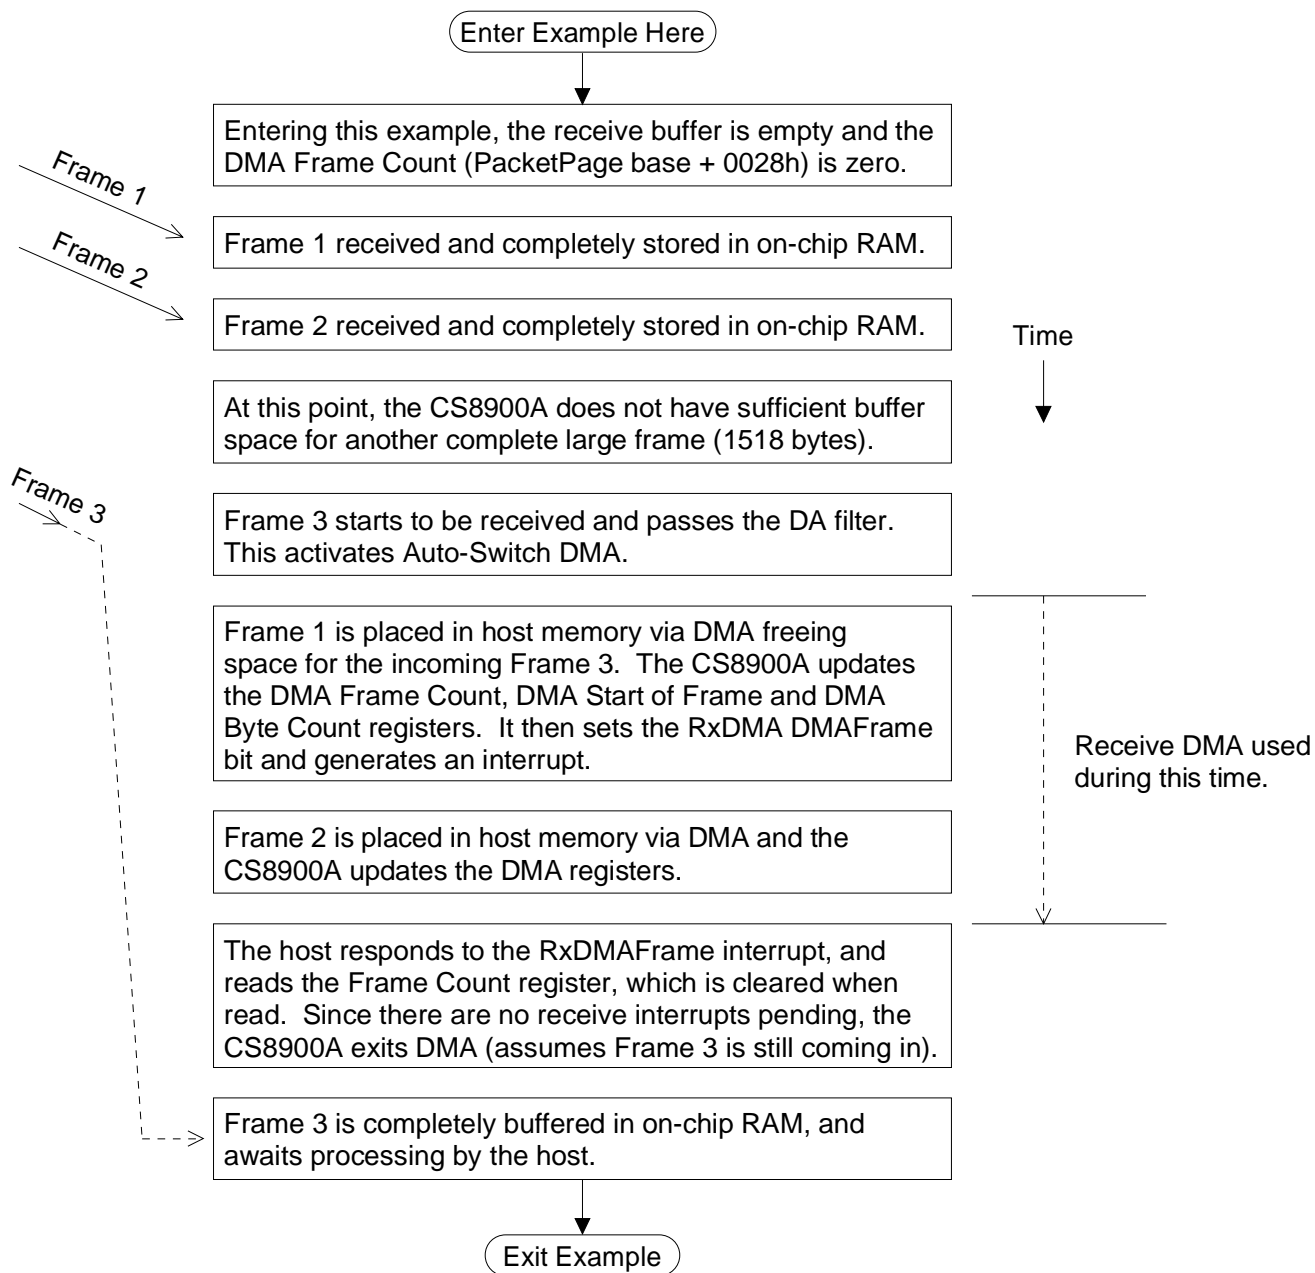 Enter Example Here
Entering this example, the receive buffer is empty and the
DMA Frame Count (PacketPage base + 0028h) is zero.
Frame 1
Frame 1 received and completely stored in on-chip RAM.
Frame 2
Frame 2 received and completely stored in on-chip RAM.
Time
At this point, the CS8900A does not have sufficient buffer
space for another complete large frame (1518 bytes).
Frame 3
Frame 3 starts to be received and passes the DA filter.
This activates Auto-Switch DMA.
Frame 1 is placed in host memory via DMA freeing
space for the incoming Frame 3.  The CS8900A updates
the DMA Frame Count, DMA Start of Frame and DMA
Byte Count registers.  It then sets the RxDMA DMAFrame
bit and generates an interrupt.
Receive DMA used
during this time.
Frame 2 is placed in host memory via DMA and the
CS8900A updates the DMA registers.
The host responds to the RxDMAFrame interrupt, and
reads the Frame Count register, which is cleared when
read.  Since there are no receive interrupts pending, the
CS8900A exits DMA (assumes Frame 3 is still coming in).
Frame 3 is completely buffered in on-chip RAM, and
awaits processing by the host.
Exit Example